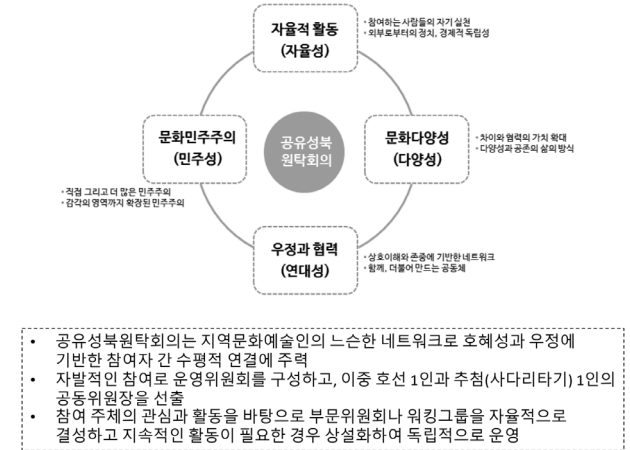 자율적 활동
(자율성)
• 참여하는 사람들의 자기 실천
• 외부로부터의 정치, 경제적 독립성
문화민주주의
(민주성)
공유성북
원탁회의
문화다양성
(다양성)
• 차이와 협력의 가치 확대
• 다양성과 공존의 삶의 방식
• 직접 그리고 더 많은 민주주의
• 감각의 영역까지 확장된 민주주의
우정과 협력
(연대성)
• 상호이해와 존중에 기반한 네트워크
• 함께, 더불어 만드는 공동체
• 공유성북원탁회의는 지역문화예술인의 느슨한 네트워크로 호혜성과 우정에
기반한 참여자 간 수평적 연결에 주력
• 자발적인 참여로 운영위원회를 구성하고, 이중 호선 1인과 추첨(사다리타기) 1인의
공동위원장을 선출
• 참여 주체의 관심과 활동을 바탕으로 부문위원회나 워킹그룹을 자율적으로
결성하고 지속적인 활동이 필요한 경우 상설화하여 독립적으로 운영